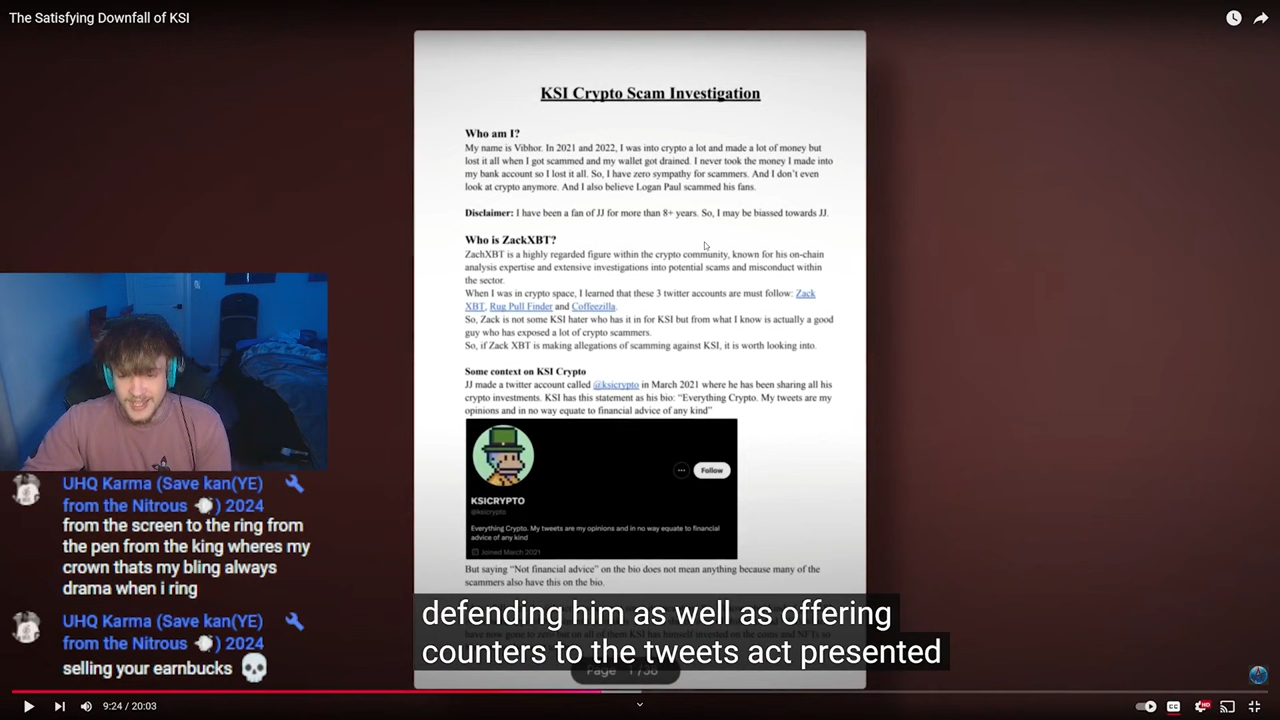 The Satisfying Downfall of KSI
KSI Crypto Scam Investigation
Who am I?
My name is Vibhor. In 2021 and 2022, I was into crypto a lot and made a lot of money but
lost it all when I got scammed and my wallet got drained. I never took the money I made into
my bank account so I lost it all. So, I have zero sympathy for scammers. And I don't even
look at crypto anymore. And I also believe Logan Paul scammed his fans.
Disclaimer: I have been a fan of JJ for more than 8+ years. So, I may be biassed towards JJ.
Who is ZackXBT?
ZachXBT is a highly regarded figure within the crypto community, known for his on-chain
analysis expertise and extensive investigations into potential scams and misconduct within
the sector.
When I was in crypto space, I learned that these 3 twitter accounts are must follow: Zack
XBT, Rug Pull Finder and Coffeezilla.
So, Zack is not some KSI hater who has it in for KSI but from what I know is actually a good
guy who has exposed a lot of crypto scammers.
So, if Zack XBT is making allegations of scamming against KSI, it is worth looking into.
Some context on KSI Crypto
JJ made a twitter account called @ksicrypto in March 2021 where he has been sharing all his
crypto investments. KSI has this statement as his bio: “Everything Crypto. My tweets are my
opinions and in no way equate to financial advice of any kind”
Follow
KSICRYPTO
@ksicrypto
Everything Crypto. My tweets are my opinions and in no way equate to financial
advice of any kind
Joined March 2021
But saying “Not financial advice” on the bio does not mean anything because many of the
scammers also have this on the bio.
UHQ Karma (Save kan(YE)
from the Nitrous ) 2024
from the screen to the ring from
the pen from the king wheres my
crown thats my bling always
drama when i ring
UHQ Karma (Save kan(YE)
from the Nitrous ) 2024
selling your earnbucks
defending him as well as offering
counters to the tweets act presented
Page
9:24 / 20:03
HD